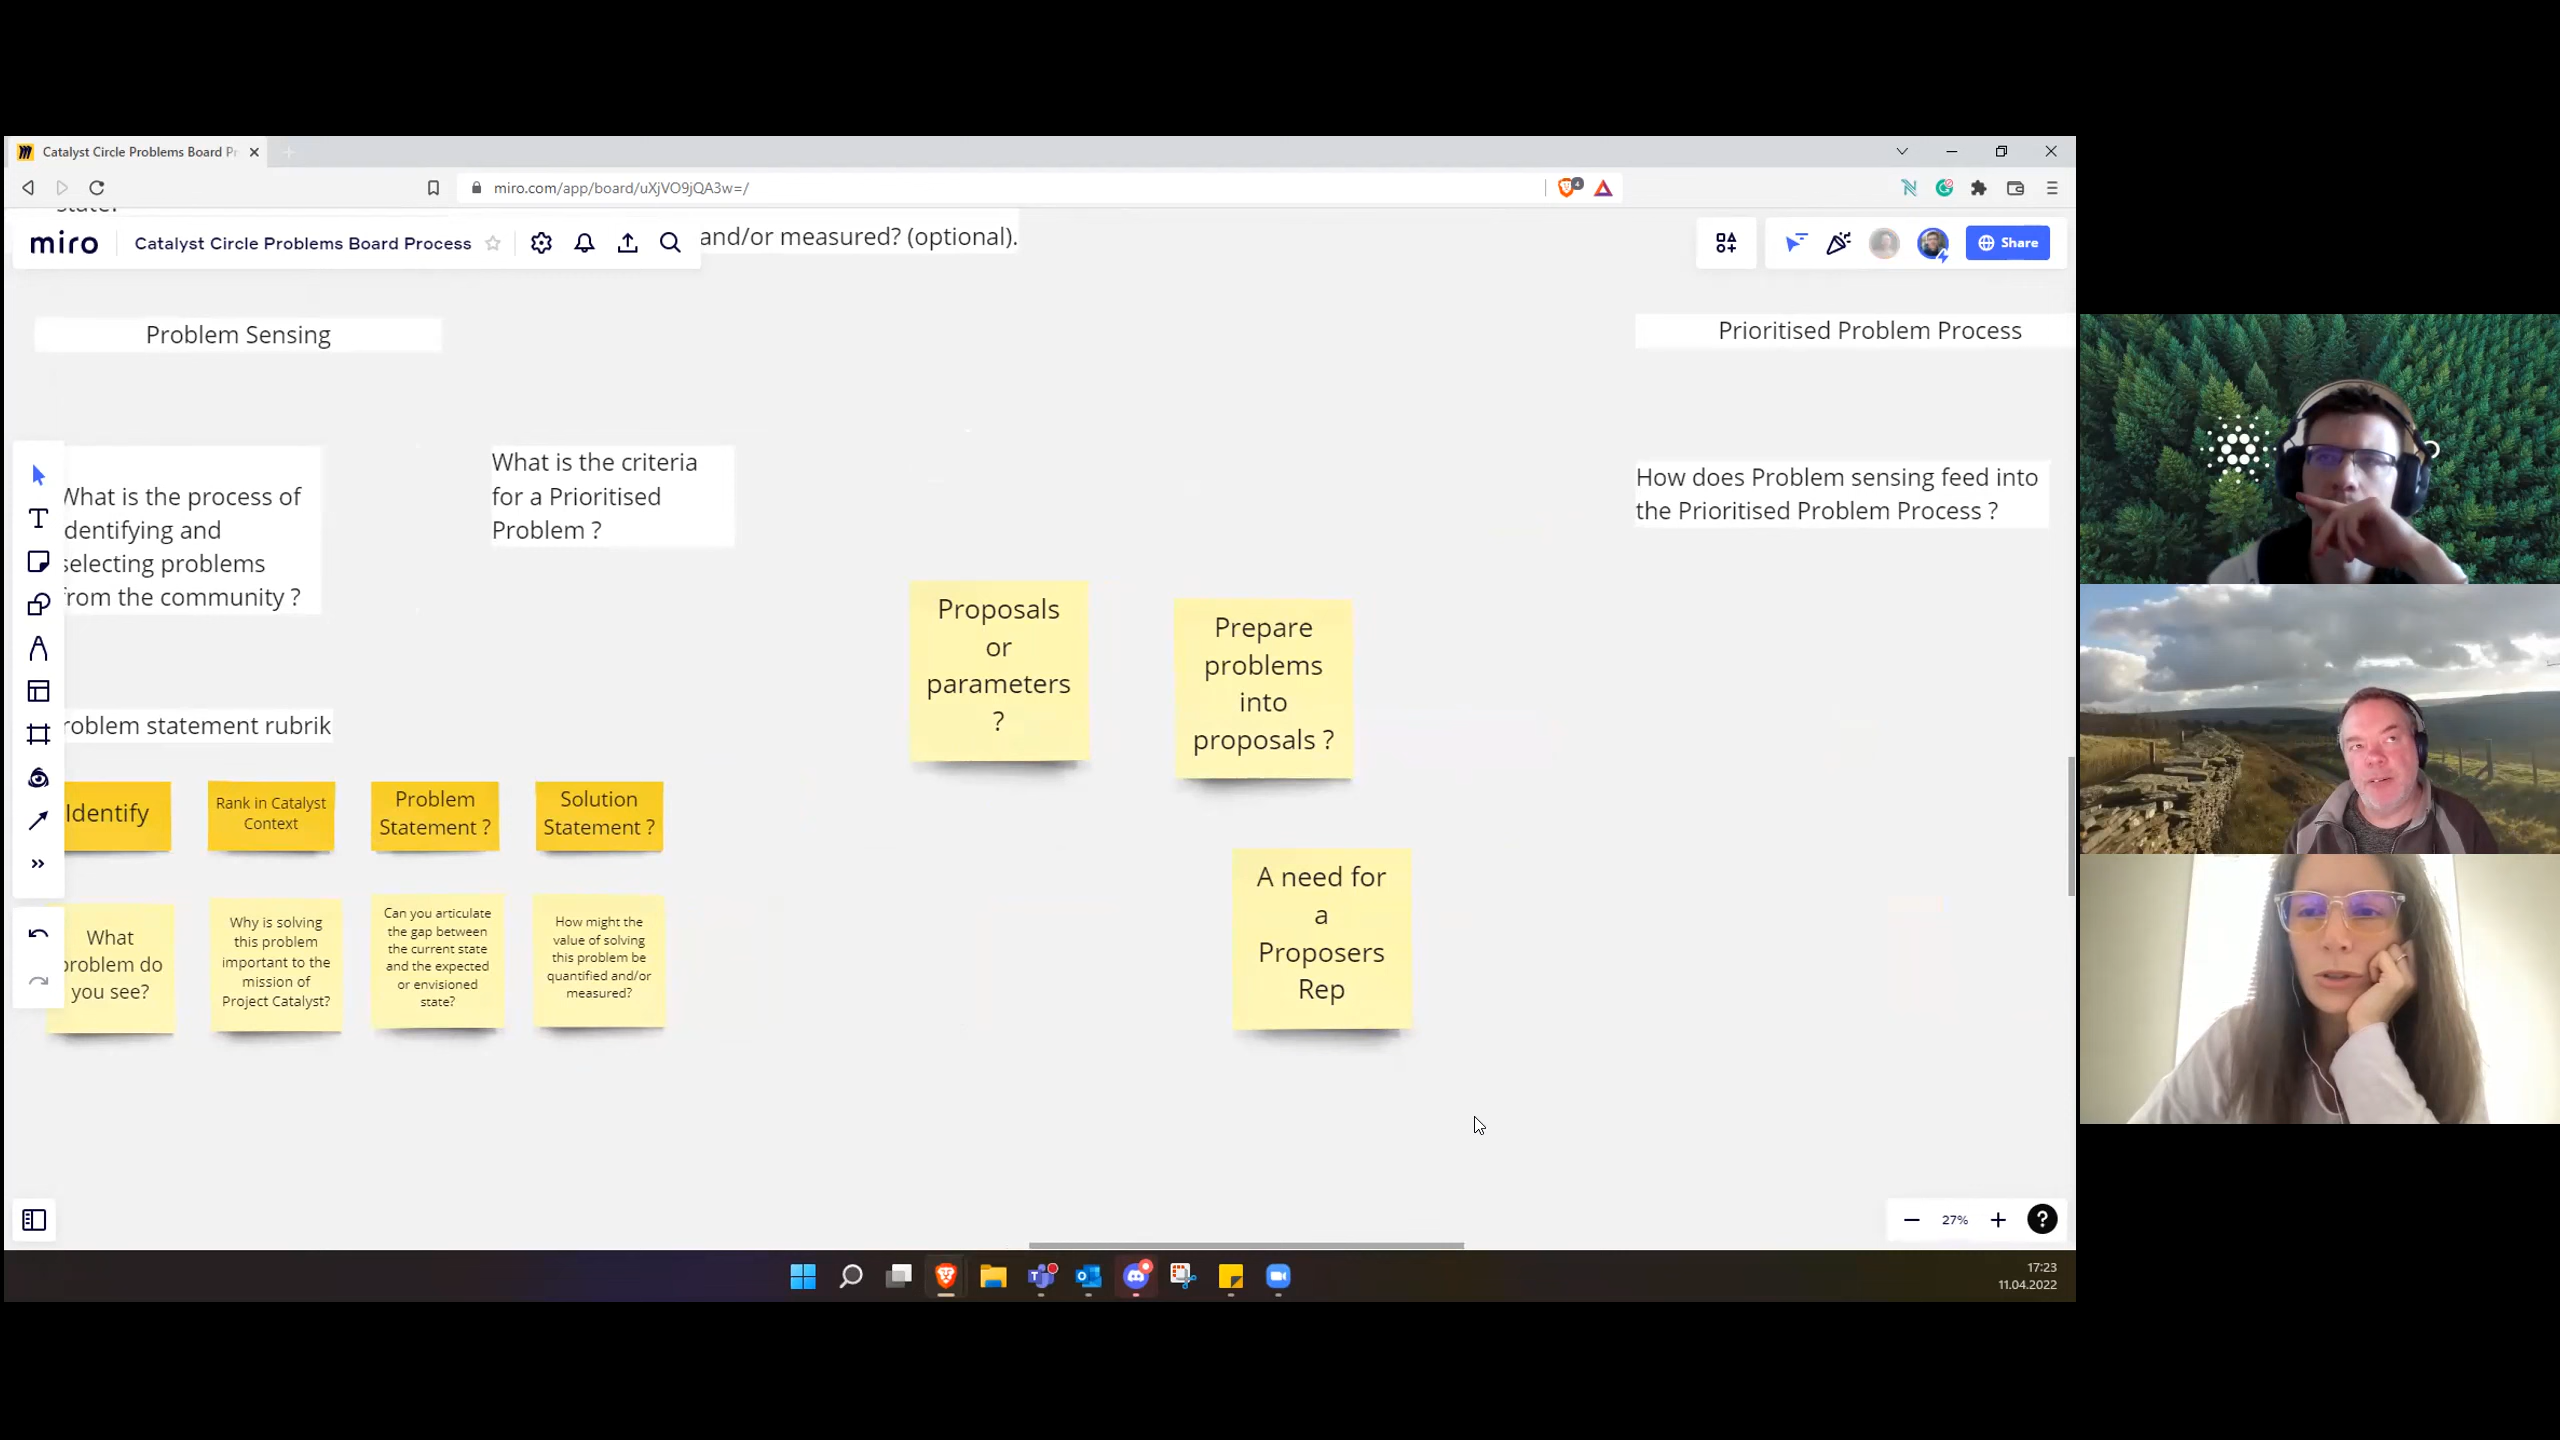 Catalyst Circle Problems Board Pr
miro.com/app/board/uXjVO9jQA3w=/
4
state?
and/or measured? (optional).
miro
Catalyst Circle Problems Board Process
Share
Problem Sensing
Prioritised Problem Process
What is the process of
identifying and
selecting problems
from the community ?
What is the criteria
for a Prioritised
Problem ?
How does Problem sensing feed into
the Prioritised Problem Process ?
Proposals
or
parameters
?
Prepare
problems
into
proposals ?
A need for
a
Proposers
Rep
roblem statement rubrik
Identify
Rank in Catalyst
Context
Problem
Statement ?
Solution
Statement ?
What
problem do
you see?
Why is solving
this problem
important to the
mission of
Project Catalyst?
Can you articulate
the gap between
the current state
and the expected
or envisioned
state?
How might the
value of solving
this problem be
quantified and/or
measured?
27%
?
17:23
11.04.2022